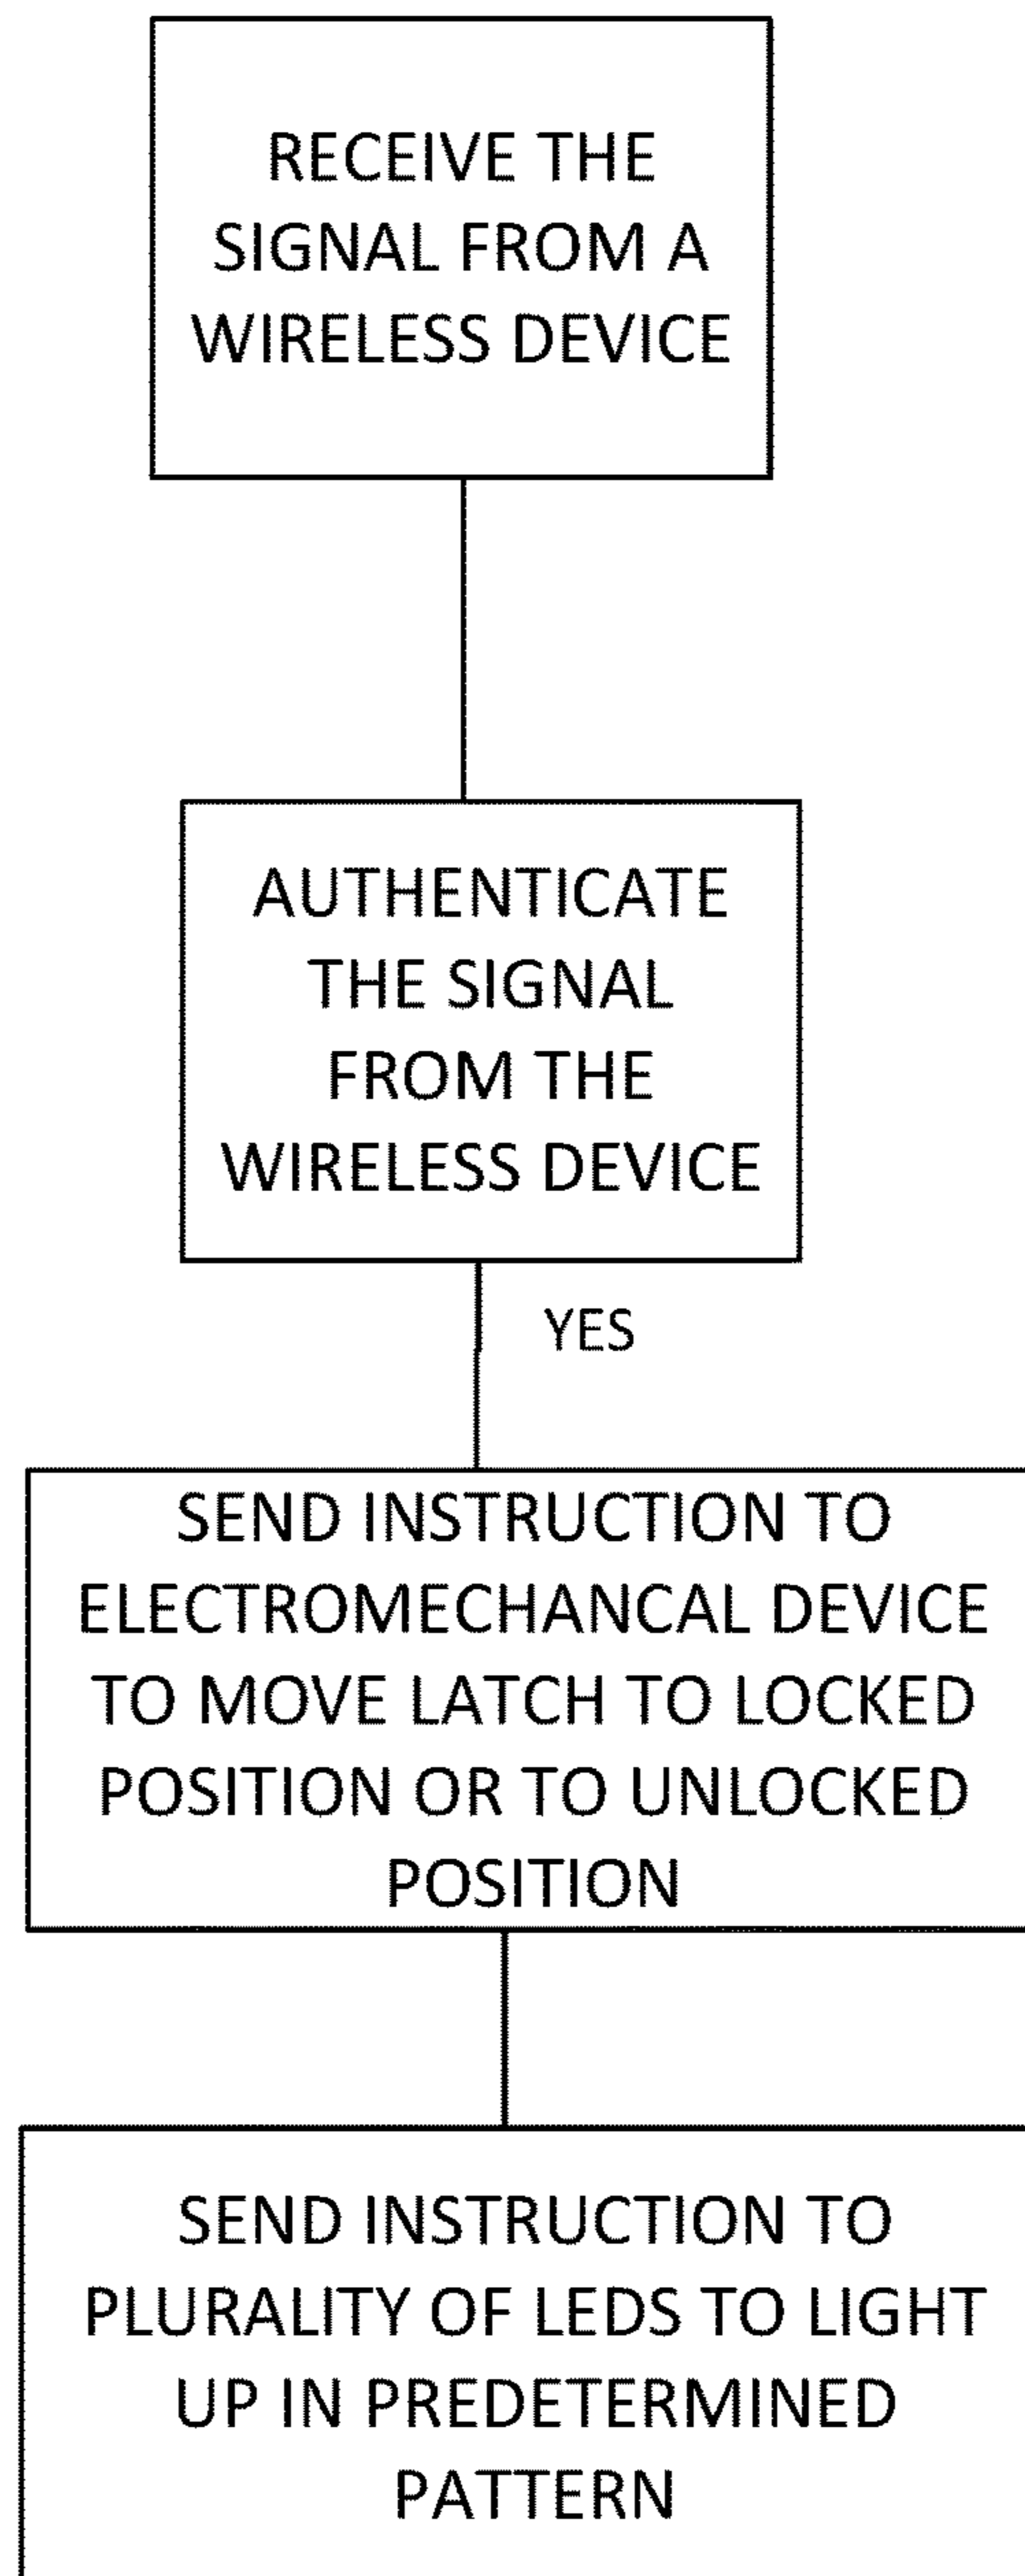 RECEIVE THE
SIGNAL FROM A
WIRELESS DEVICE
AUTHENTICATE
THE SIGNAL
FROM THE
WIRELESS DEVICE
YES
SEND INSTRUCTION TO
ELECTROMECHANCAL DEVICE
TO MOVE LATCH TO LOCKED
POSITION OR TO UNLOCKED
POSITION
SEND INSTRUCTION TO
PLURALITY OF LEDS TO LIGHT
UP IN PREDETERMINED
PATTERN